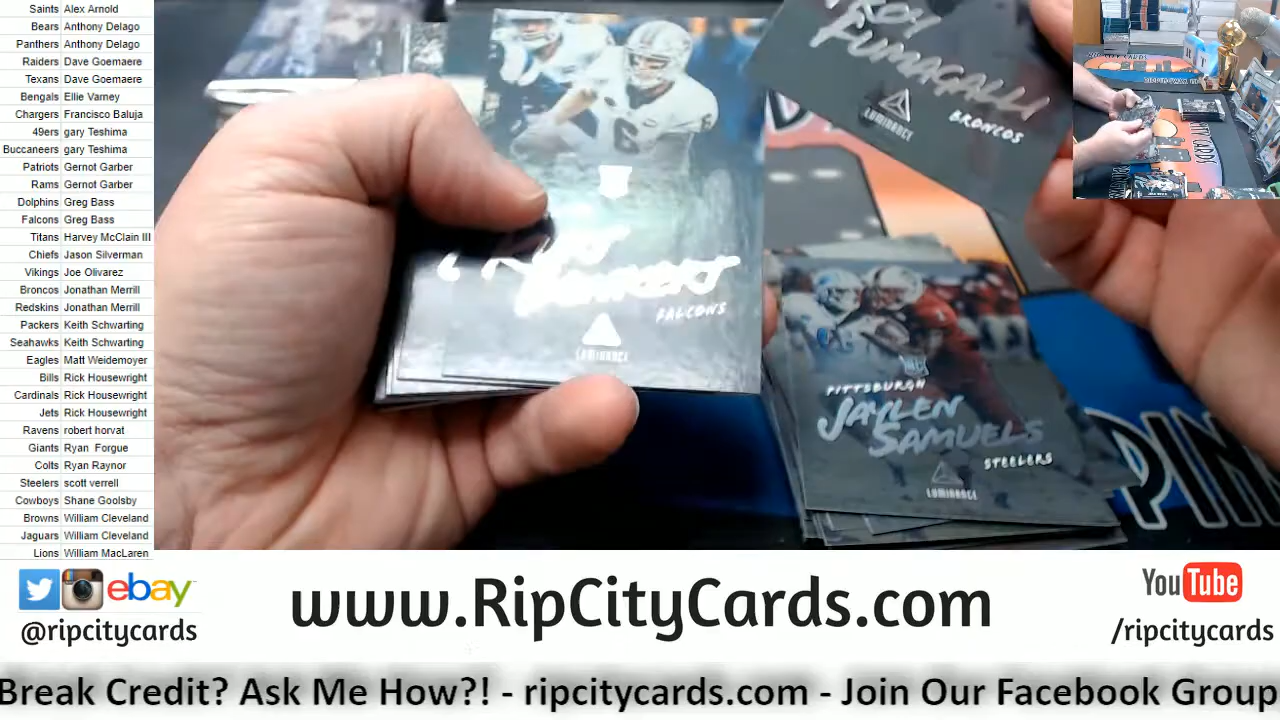 Saints Alex Arnold
Bears Anthony Delago
Panthers Anthony Delago
Raiders Dave Goemaere
Texans Dave Goemaere
Bengals Ellie Varney
Chargers Francisco Baluja
49ers gary Teshima
Buccaneers gary Teshima
Patriots Gernot Garber
Rams Gernot Garber
Dolphins Greg Bass
Falcons Greg Bass
Titans Harvey McClain III
Chiefs Jason Silverman
Vikings Joe Olivarez
Broncos Jonathan Merrill
Redskins Jonathan Merrill
Packers Keith Schwarting
Seahawks Keith Schwarting
Eagles Matt Weidemoyer
Bills Rick Housewright
Cardinals Rick Housewright
Jets Rick Housewright
Ravens robert horvat
Giants Ryan Forgue
Colts Ryan Raynor
Steelers scott verrell
Cowboys Shane Goolsby
Browns William Cleveland
Jaguars William Cleveland
Lions William MacLaren
FUMAGALLI
BRONCOS
LUMINANCE
FALCONS
LUMINANCE
RC
PITTSBURGH
JAYLEN
SAMUELS
STEELERS
LUMINANCE
PIN
ebay
@ripcitycards
www.RipCityCards.com
YouTube
/ripcitycards
Break Credit? Ask Me How?! - ripcitycards.com - Join Our Facebook Group